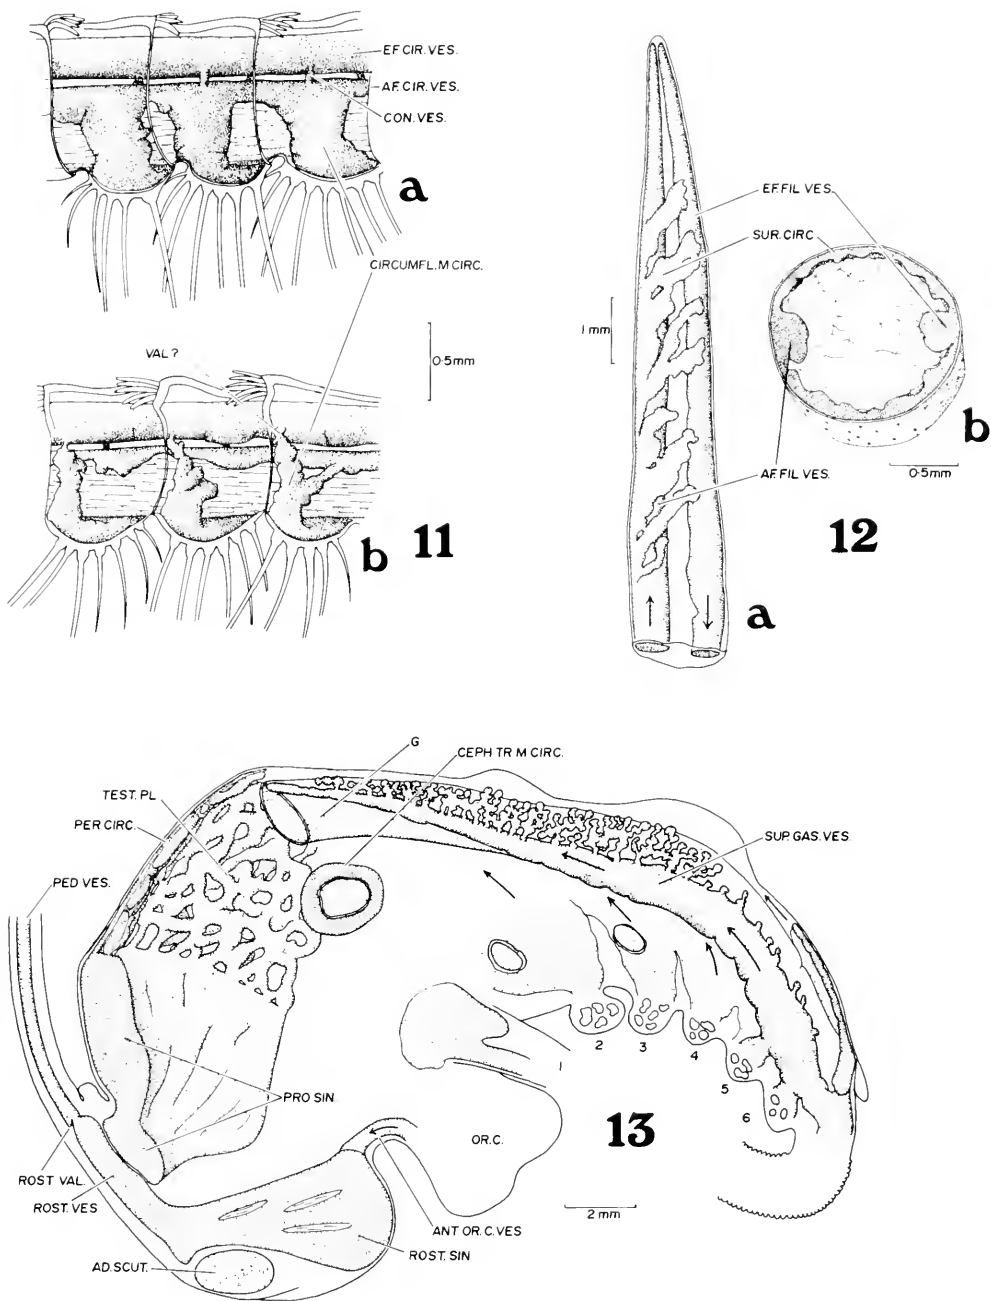 EF CIR. VES.
AF. CIR. VES.
CON. VES.
a
CIRCUMFL. M CIRC.
0·5mm
VAL ?
b
11
EF. FIL VES.
SUR. CIRC
1 mm
b
0·5mm
AF. FIL VES.
12
a
G
CEPH TR M CIRC.
TEST. PL
PER CIRC.
SUP. GAS. VES
PED VES.
2
3
4
5
6
1
PRO SIN.
OR. C.
13
ROST VAL.
ROST. VES
2 mm
ANT OR. C. VES
ROST. SIN
AD. SCUT.